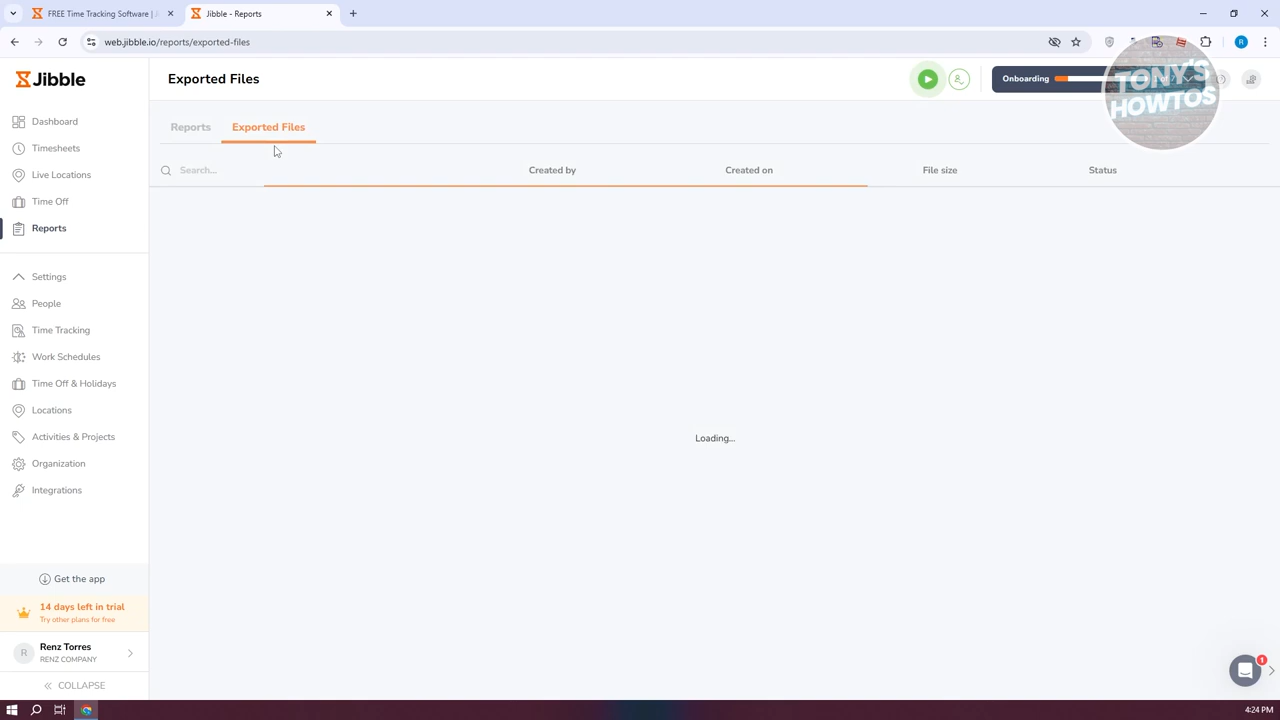 FREE Time Tracking Software | J
Jibble - Reports
web.jibble.io/reports/exported-files
R
Jibble
Exported Files
Onboarding
1 of 7
TONY'S
HOWTOS
Dashboard
Timesheets
Live Locations
Time Off
Reports
Settings
People
Time Tracking
Work Schedules
Time Off & Holidays
Locations
Activities & Projects
Organization
Integrations
Get the app
14 days left in trial
Try other plans for free
R
Renz Torres
RENZ COMPANY
COLLAPSE
Reports
Exported Files
Search...
Created by
Created on
File size
Status
Loading...
1
4:24 PM